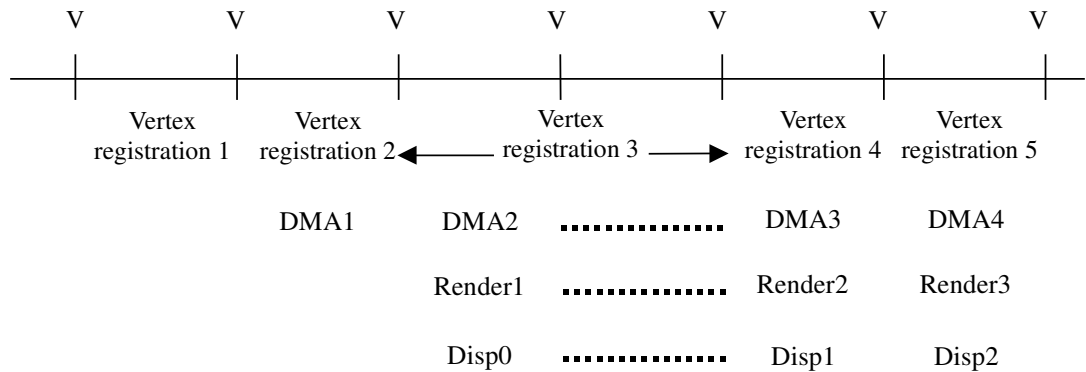 V V V V V V V
Vertex Vertex Vertex Vertex Vertex
registration 1 registration 2 registration 3 registration 4 registration 5
DMA1 DMA2 DMA3 DMA4
Render1 Render2 Render3
Disp0 Disp1 Disp2